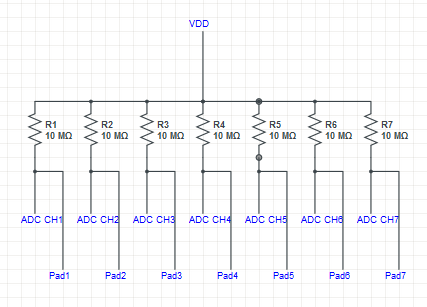 VDD
R1 R2 R3 R4 R5 R6 R7
10 MΩ 10 MΩ 10 MΩ 10 MΩ 10 MΩ 10 MΩ 10 MΩ
ADC CH1 ADC CH2 ADC CH3 ADC CH4 ADC CH5 ADC CH6 ADC CH7
Pad1 Pad2 Pad3 Pad4 Pad5 Pad6 Pad7